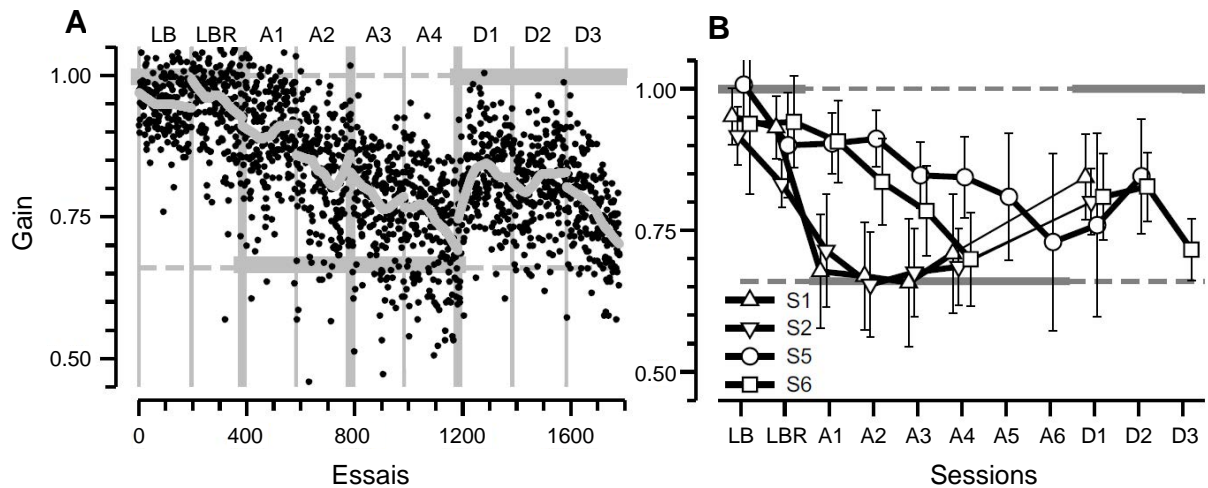 A
LB LBR A1 A2 A3 A4 D1 D2 D3
1.00
0.75
0.50
Gain
0 400 800 1200 1600
Essais
B
1.00
0.75
0.50
S1
S2
S5
S6
LB LBR A1 A2 A3 A4 A5 A6 D1 D2 D3
Sessions